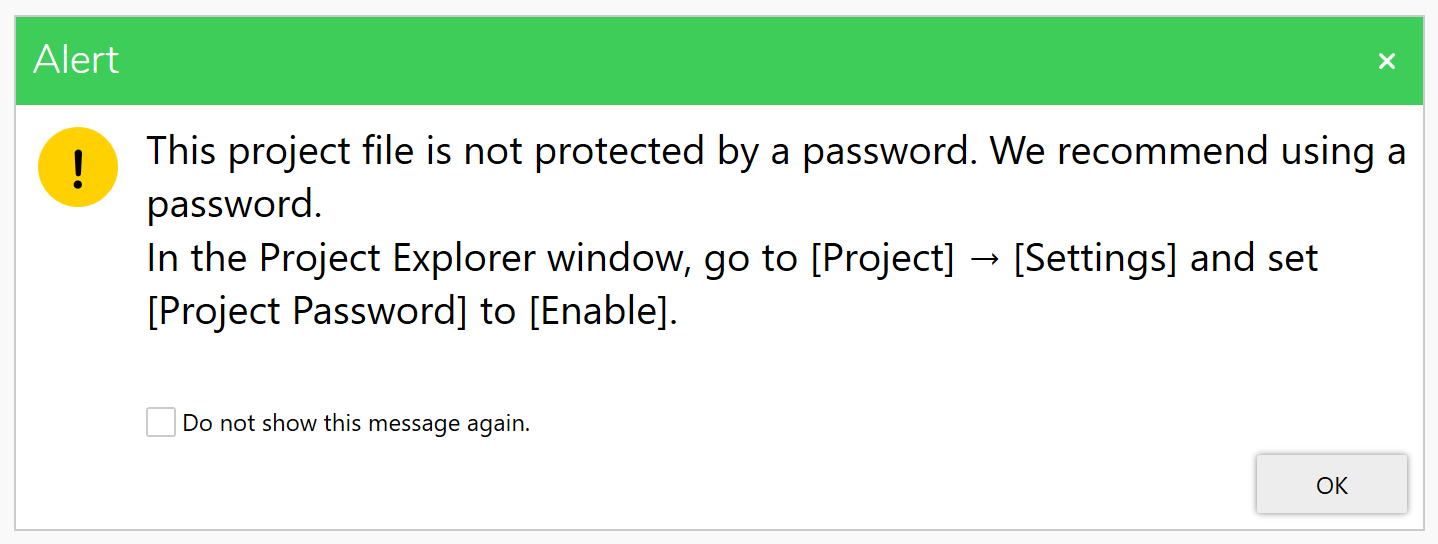 Alert
This project file is not protected by a password. We recommend using a
password.
In the Project Explorer window, go to [Project] → [Settings] and set
[Project Password] to [Enable].
Do not show this message again.
OK